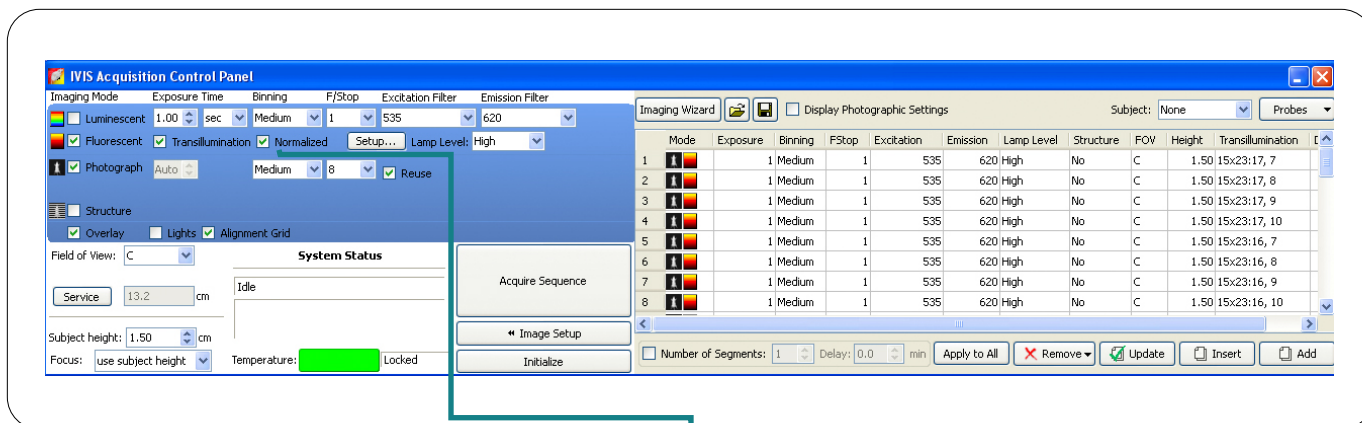 IVIS Acquisition Control Panel
Imaging Mode Exposure Time Binning F/Stop Excitation Filter Emission Filter
Luminescent 1.00 sec Medium 1 535 620
Fluorescent Transillumination Normalized Setup... Lamp Level: High
Photograph Auto Medium 8 Reuse
Structure
Overlay Lights Alignment Grid
Field of View: C System Status
Idle
Service 13.2 cm
Subject height: 1.50 cm
Focus: use subject height Temperature: Locked
Acquire Sequence
Image Setup
Initialize
Imaging Wizard Display Photographic Settings Subject: None Probes
Mode Exposure Binning FStop Excitation Emission Lamp Level Structure FOV Height Transillumination
1 1 Medium 1 535 620 High No C 1.50 15x23:17, 7
2 1 Medium 1 535 620 High No C 1.50 15x23:17, 8
3 1 Medium 1 535 620 High No C 1.50 15x23:17, 9
4 1 Medium 1 535 620 High No C 1.50 15x23:17, 10
5 1 Medium 1 535 620 High No C 1.50 15x23:16, 7
6 1 Medium 1 535 620 High No C 1.50 15x23:16, 8
7 1 Medium 1 535 620 High No C 1.50 15x23:16, 9
8 1 Medium 1 535 620 High No C 1.50 15x23:16, 10
Number of Segments: 1 Delay: 0.0 min Apply to All Remove Update Insert Add